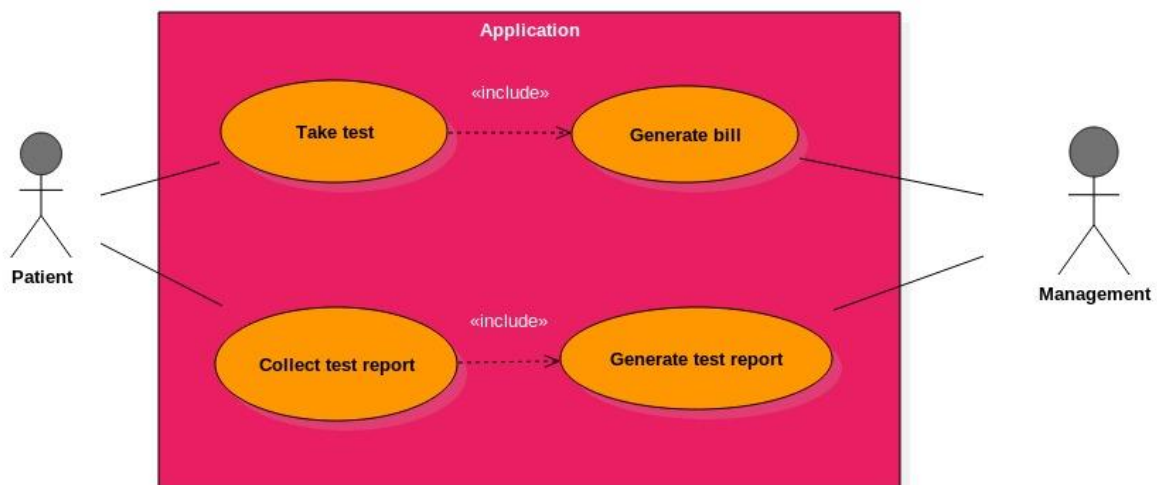 Application
«include»
Take test
Generate bill
Patient
Management
«include»
Collect test report
Generate test report